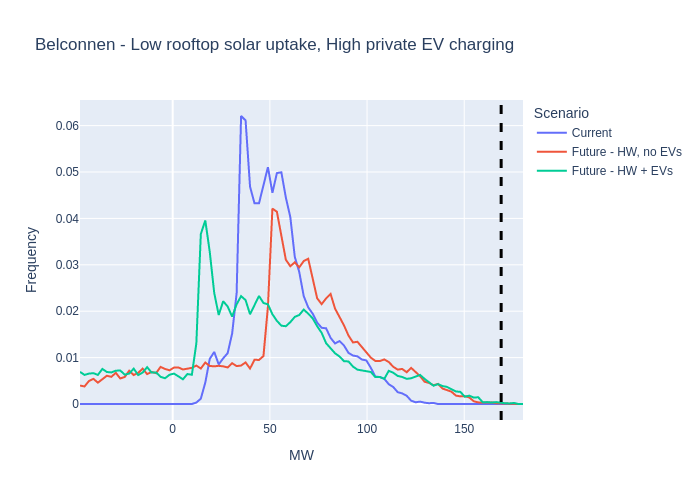 Belconnen - Low rooftop solar uptake, High private EV charging
Scenario
Current
Future - HW, no EVs
Future - HW + EVs
Frequency
0.06
0.05
0.04
0.03
0.02
0.01
0
0 50 100 150
MW